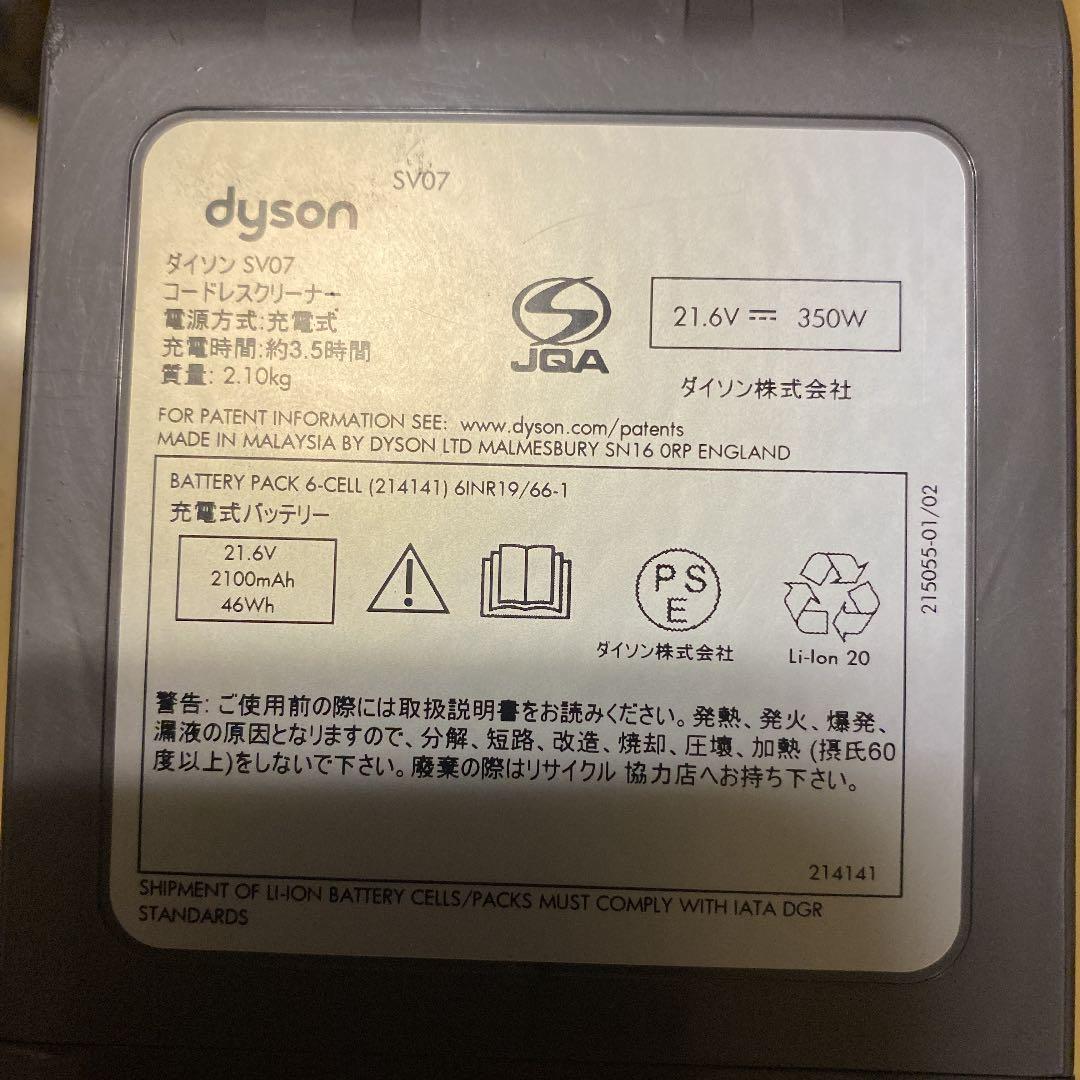 SV07
dyson
ダイソン SV07
コードレスクリーナー
電源方式:充電式
充電時間:約3.5時間
質量: 2.10kg
JQA
21.6V ⎓ 350W
ダイソン株式会社
FOR PATENT INFORMATION SEE: www.dyson.com/patents
MADE IN MALAYSIA BY DYSON LTD MALMESBURY SN16 0RP ENGLAND
BATTERY PACK 6-CELL (214141) 6INR19/66-1
充電式バッテリー
21.6V
2100mAh
46Wh
PS
E
ダイソン株式会社
Li-Ion 20
215055-01/02
警告: ご使用前の際には取扱説明書をお読みください。発熱、発火、爆発、
漏液の原因となりますので、分解、短路、改造、焼却、圧壊、加熱 (摂氏60
度以上)をしないで下さい。廃棄の際はリサイクル 協力店へお持ち下さい。
214141
SHIPMENT OF LI-ION BATTERY CELLS/PACKS MUST COMPLY WITH IATA DGR
STANDARDS